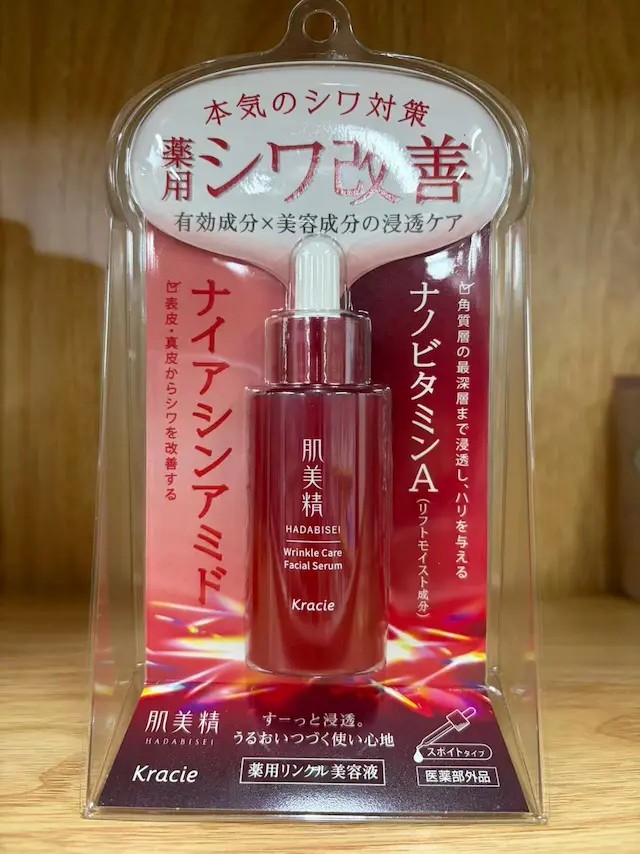 本気のシワ対策
薬用シワ改善
有効成分×美容成分の浸透ケア
ナイアシンアミド
☑表皮・真皮からシワを改善する
☑角質層の最深層まで浸透し、ハリを与える
ナノビタミンA(リフトモイスト成分)
肌美精
HADABISEI
Wrinkle Care
Facial Serum
Kracie
肌美精
HADABISEI
Kracie
すーっと浸透。
うるおいつづく使い心地
薬用リンクル美容液
スポイトタイプ
医薬部外品